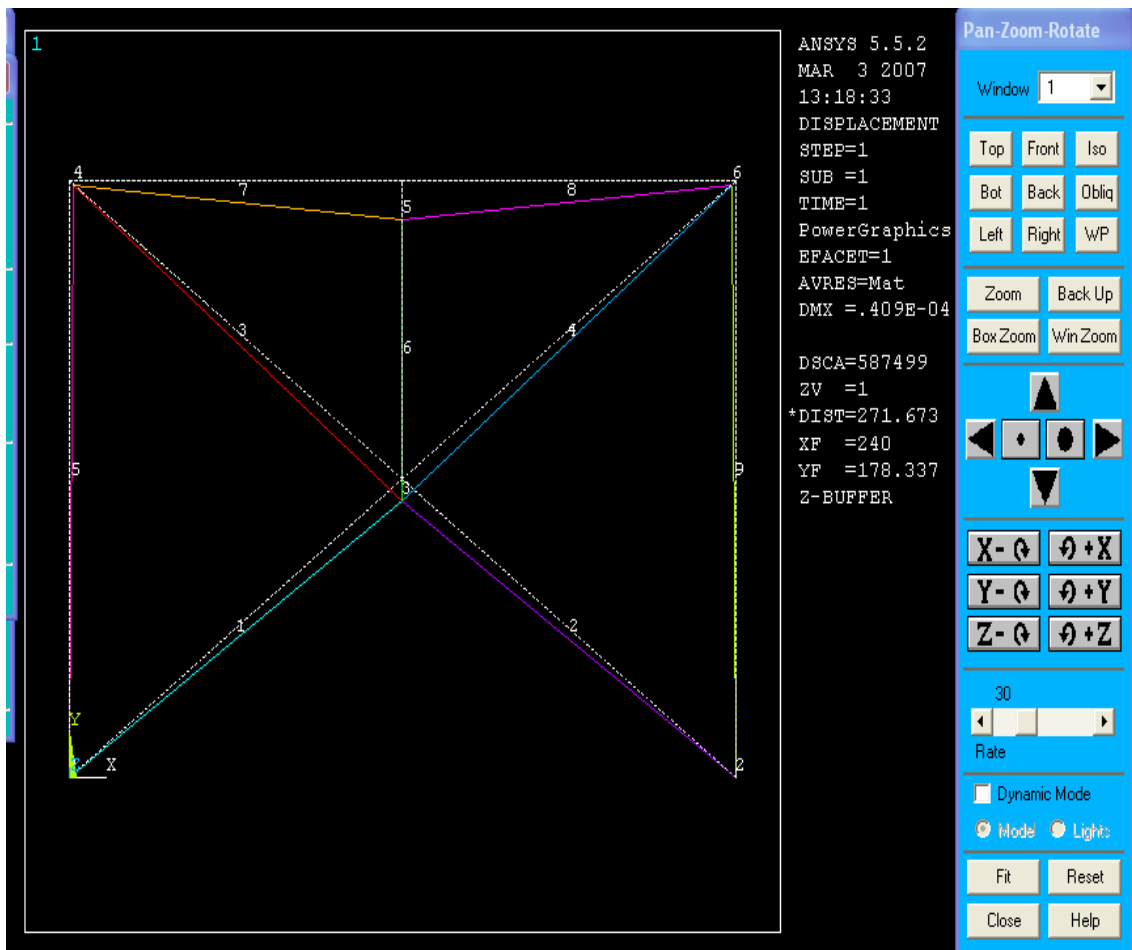 1
ANSYS 5.5.2
MAR 3 2007
13:18:33
DISPLACEMENT
STEP=1
SUB =1
TIME=1
PowerGraphics
EFACET=1
AVRES=Mat
DMX =.409E-04
DSCA=587499
ZV =1
*DIST=271.673
XF =240
YF =178.337
Z-BUFFER
4
7
5
8
6
3
4
6
5
3
9
1
2
Y
X
2
Pan-Zoom-Rotate
Window 1
Top Front Iso
Bot Back Obliq
Left Right WP
Zoom Back Up
Box Zoom Win Zoom
X- +X
Y- +Y
Z- +Z
30
Rate
Dynamic Mode
Model Lights
Fit Reset
Close Help